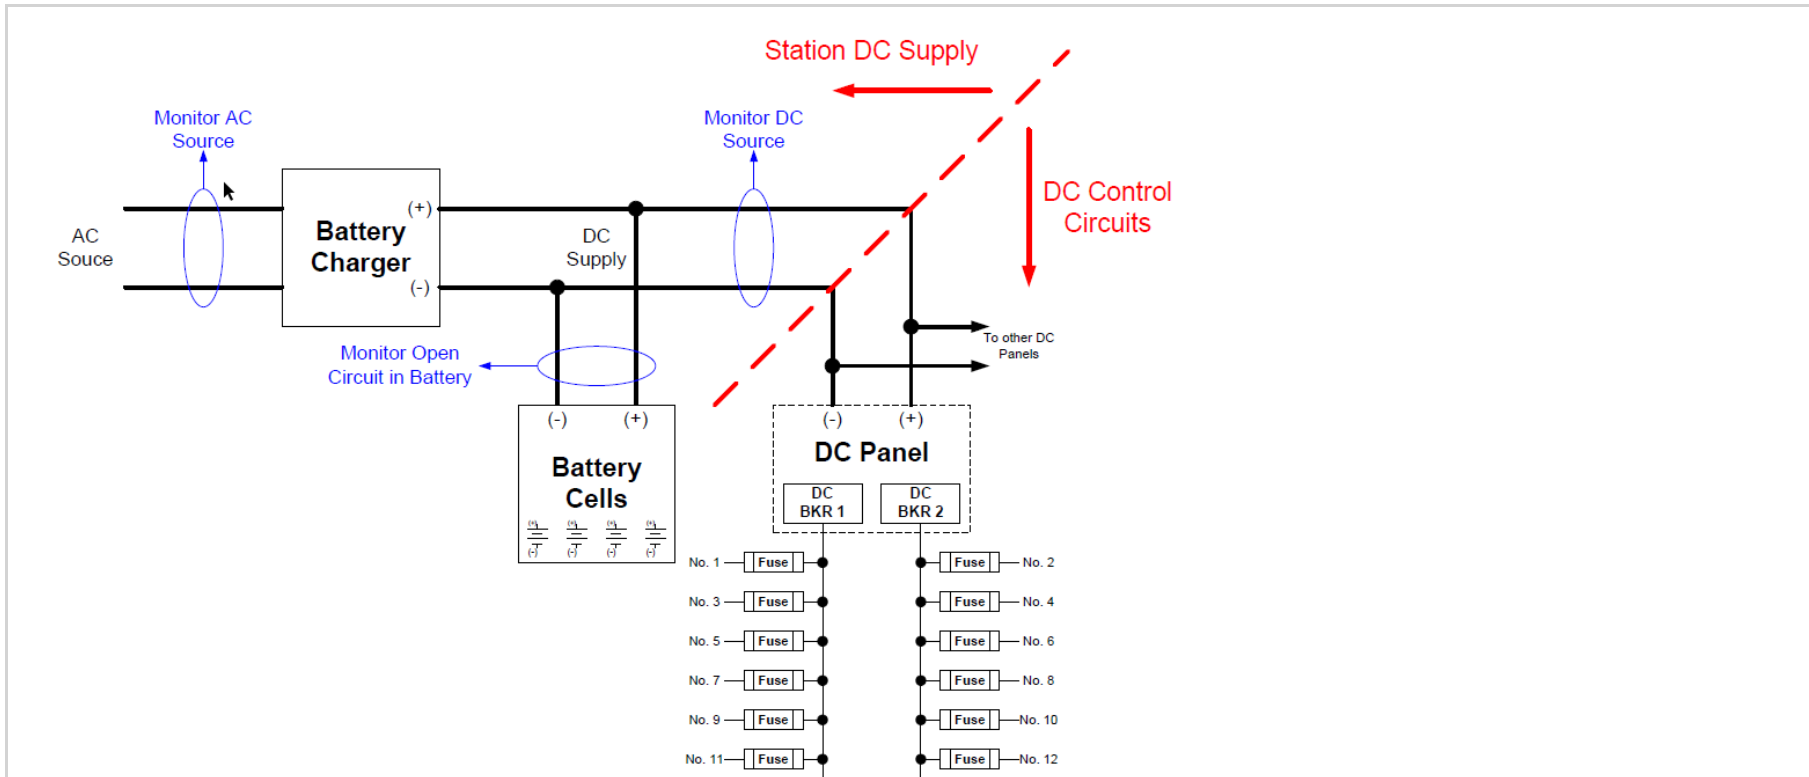 Station DC Supply
Monitor AC
Source
Monitor DC
Source
DC Control
Circuits
AC
Souce
Battery
Charger
(+)
(-)
DC
Supply
To other DC
Panels
Monitor Open
Circuit in Battery
(-) (+)
Battery
Cells
(+) (+) (+) (+)
(-) (-) (-) (-)
(-) (+)
DC Panel
DC
BKR 1
DC
BKR 2
No. 1 Fuse Fuse No. 2
No. 3 Fuse Fuse No. 4
No. 5 Fuse Fuse No. 6
No. 7 Fuse Fuse No. 8
No. 9 Fuse Fuse No. 10
No. 11 Fuse Fuse No. 12